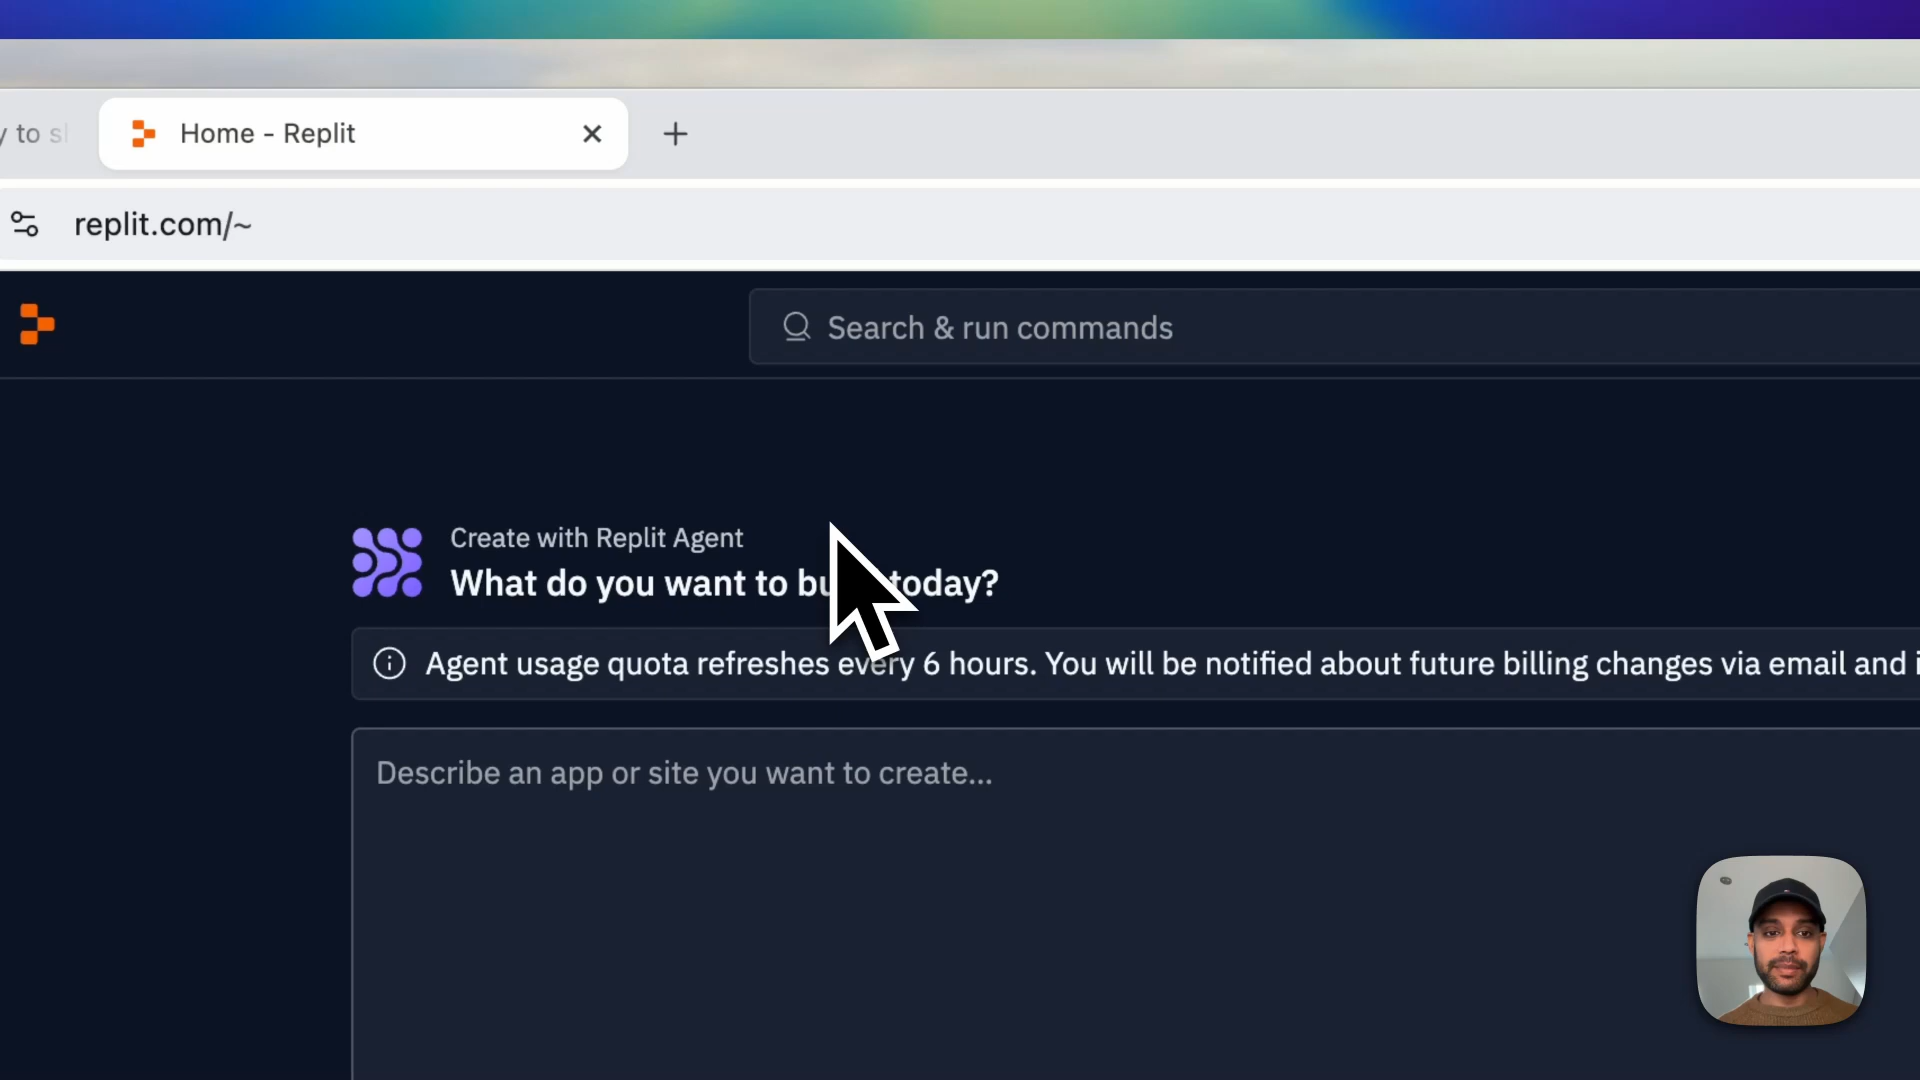 Home - Replit
replit.com/~
Search & run commands
Create with Replit Agent
What do you want to today?
Agent usage quota refreshes every 6 hours. You will be notified about future billing changes via email and
Describe an app or site you want to create...